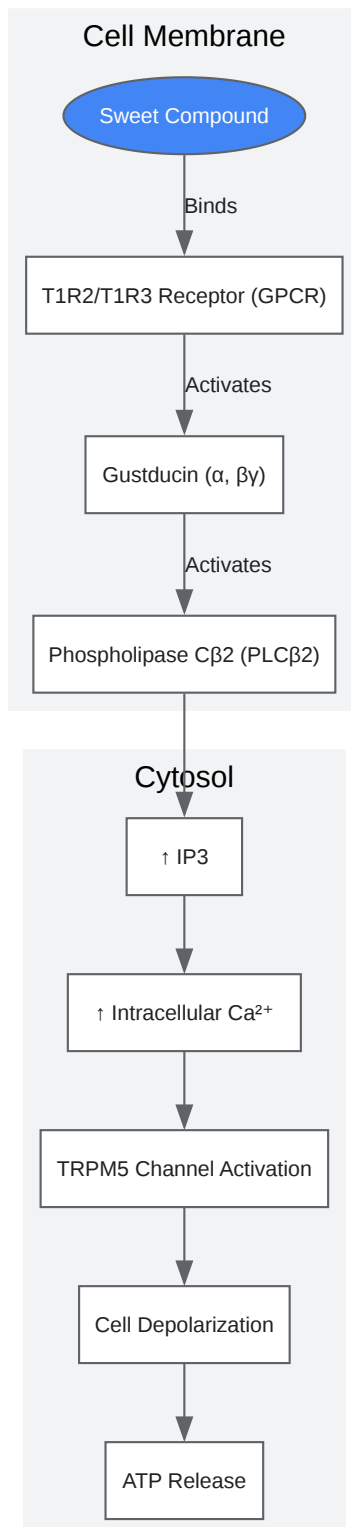 Cell Membrane
Sweet Compound
Binds
T1R2/T1R3 Receptor (GPCR)
Activates
Gustducin (α, βγ)
Activates
Phospholipase Cβ2 (PLCβ2)
Cytosol
↑ IP3
↑ Intracellular Ca²⁺
TRPM5 Channel Activation
Cell Depolarization
ATP Release